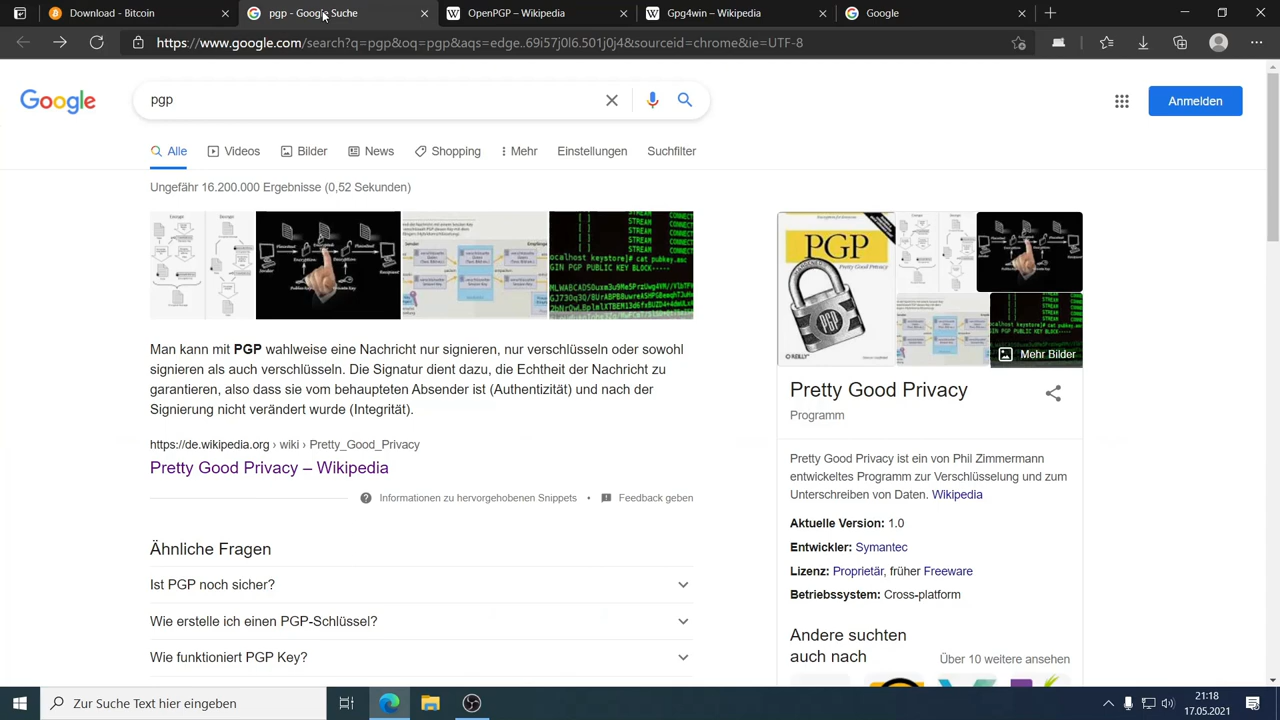 Download - Bitcoin
pgp - Google Suche
OpenPGP – Wikipedia
Gpg4win – Wikipedia
Google
https://www.google.com/search?q=pgp&oq=pgp&aqs=edge..69i57j0l6.501j0j4&sourceid=chrome&ie=UTF-8
Google
pgp
Anmelden
Alle
Videos
Bilder
News
Shopping
Mehr
Einstellungen
Suchfilter
Ungefähr 16.200.000 Ergebnisse (0,52 Sekunden)
Man kann mit PGP wahlweise eine Nachricht nur signieren, nur verschlüsseln oder sowohl
signieren als auch verschlüsseln. Die Signatur dient dazu, die Echtheit der Nachricht zu
garantieren, also dass sie vom behaupteten Absender ist (Authentizität) und nach der
Signierung nicht verändert wurde (Integrität).
https://de.wikipedia.org › wiki › Pretty_Good_Privacy
Pretty Good Privacy – Wikipedia
Informationen zu hervorgehobenen Snippets • Feedback geben
Ähnliche Fragen
Ist PGP noch sicher?
Wie erstelle ich einen PGP-Schlüssel?
Wie funktioniert PGP Key?
PGP
Pretty Good Privacy
PGP
O'REILLY
Mehr Bilder
Pretty Good Privacy
Programm
Pretty Good Privacy ist ein von Phil Zimmermann
entwickeltes Programm zur Verschlüsselung und zum
Unterschreiben von Daten. Wikipedia
Aktuelle Version: 1.0
Entwickler: Symantec
Lizenz: Proprietär, früher Freeware
Betriebssystem: Cross-platform
Andere suchten
auch nach
Über 10 weitere ansehen
Zur Suche Text hier eingeben
21:18
17.05.2021